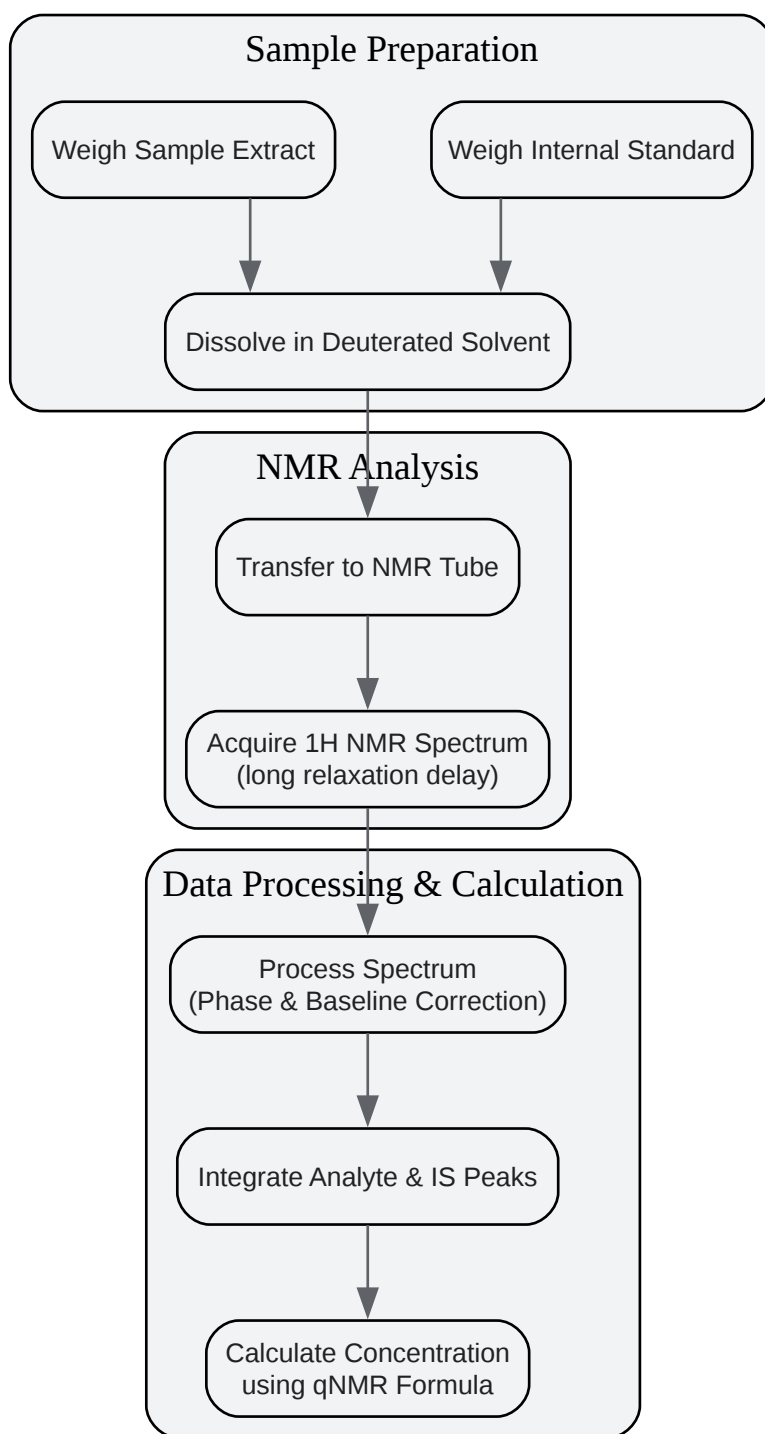 Sample Preparation
Weigh Sample Extract
Weigh Internal Standard
Dissolve in Deuterated Solvent
NMR Analysis
Transfer to NMR Tube
Acquire 1H NMR Spectrum
(long relaxation delay)
Data Processing & Calculation
Process Spectrum
(Phase & Baseline Correction)
Integrate Analyte & IS Peaks
Calculate Concentration
using qNMR Formula